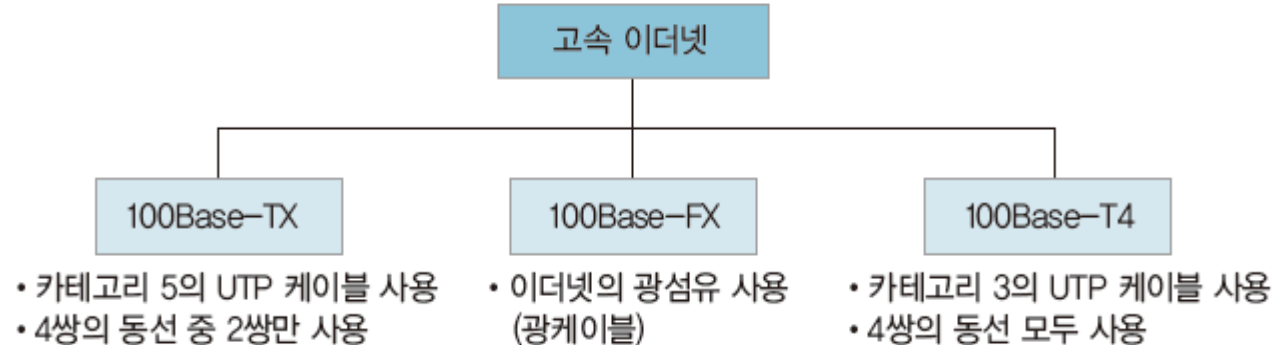 고속 이더넷
100Base-TX
• 카테고리 5의 UTP 케이블 사용
• 4쌍의 동선 중 2쌍만 사용
100Base-FX
• 이더넷의 광섬유 사용
(광케이블)
100Base-T4
• 카테고리 3의 UTP 케이블 사용
• 4쌍의 동선 모두 사용